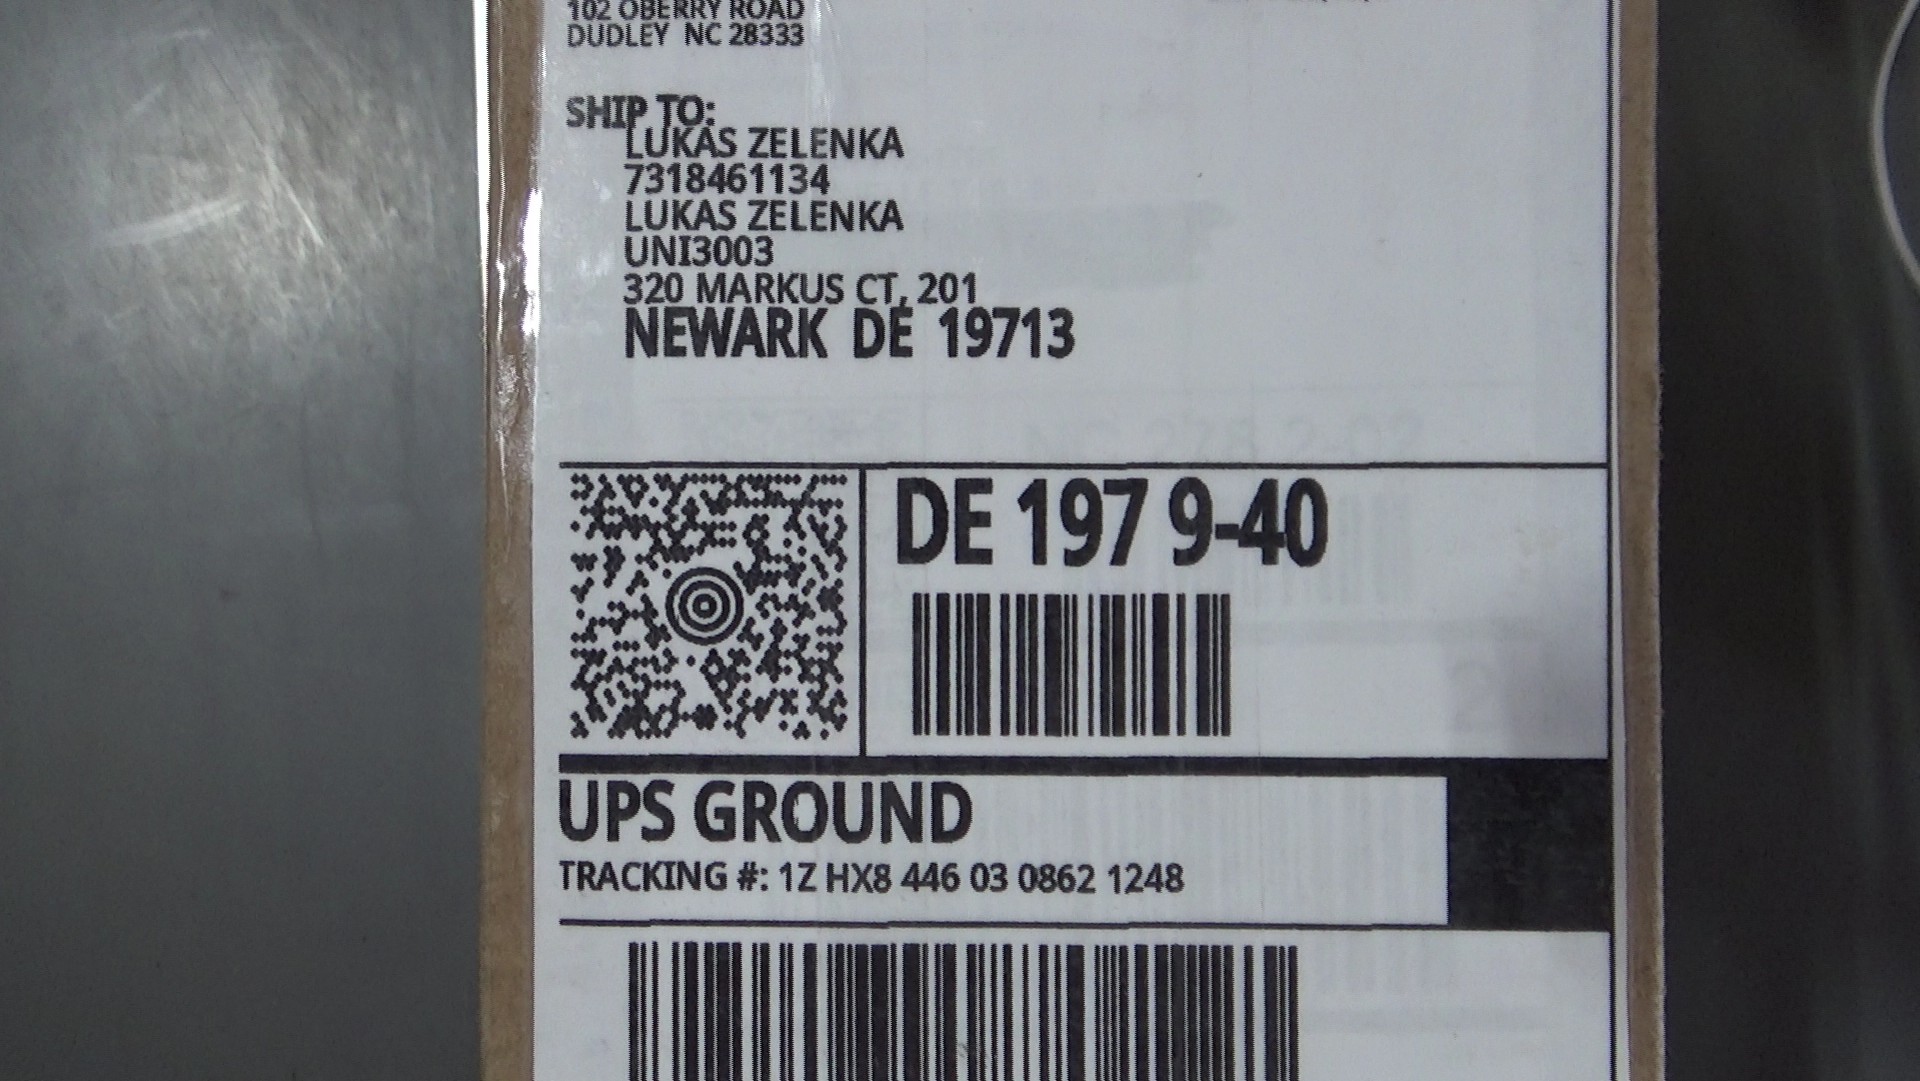 102 OBERRY ROAD
DUDLEY NC 28333
SHIP TO:
LUKAS ZELENKA
7318461134
LUKAS ZELENKA
UNI3003
320 MARKUS CT, 201
NEWARK DE 19713
DE 197 9-40
UPS GROUND
TRACKING #: 1Z HX8 446 03 0862 1248